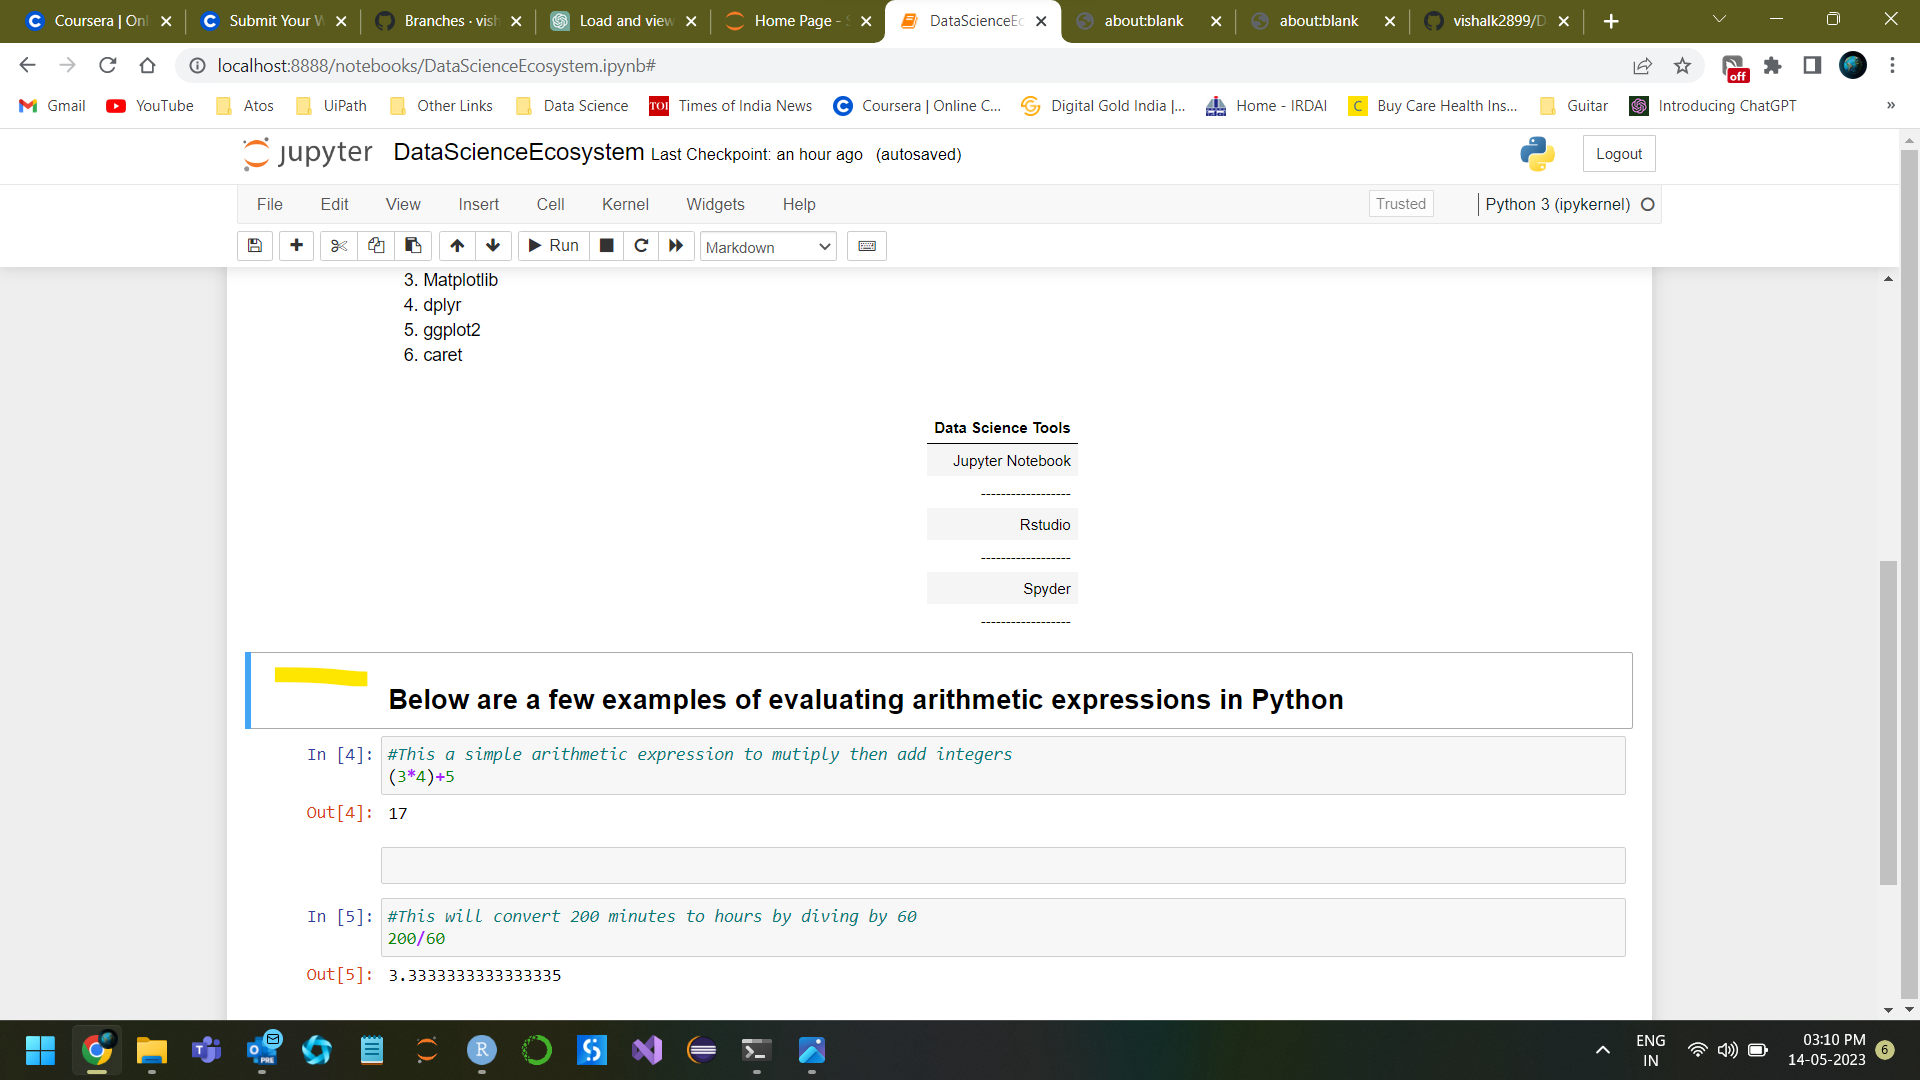 Coursera | Onl
Submit Your W
Branches · vish
Load and view
Home Page - S
DataScienceEc
about:blank
about:blank
vishalk2899/D
localhost:8888/notebooks/DataScienceEcosystem.ipynb#
off
Gmail
YouTube
Atos
UiPath
Other Links
Data Science
TOI
Times of India News
Coursera | Online C...
Digital Gold India |...
Home - IRDAI
C
Buy Care Health Ins...
Guitar
Introducing ChatGPT
»
jupyter
DataScienceEcosystem Last Checkpoint: an hour ago (autosaved)
Logout
File Edit View Insert Cell Kernel Widgets Help
Trusted
Python 3 (ipykernel)
Run
Markdown
3. Matplotlib
4. dplyr
5. ggplot2
6. caret
Data Science Tools
Jupyter Notebook
------------------
Rstudio
------------------
Spyder
------------------
Below are a few examples of evaluating arithmetic expressions in Python
In [4]: #This a simple arithmetic expression to mutiply then add integers
(3*4)+5
Out[4]: 17
In [5]: #This will convert 200 minutes to hours by diving by 60
200/60
Out[5]: 3.3333333333333335
ENG
IN
03:10 PM
14-05-2023
6